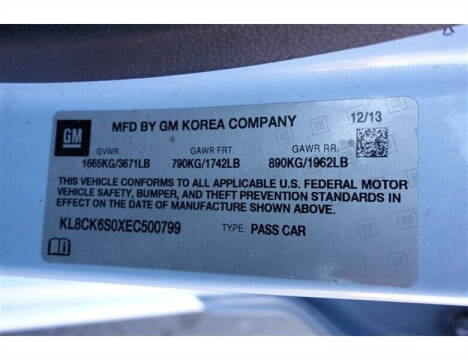 GM
MFD BY GM KOREA COMPANY 12/13
GVWR GAWR FRT. GAWR RR.
1665KG/3671LB 790KG/1742LB 890KG/1962LB
THIS VEHICLE CONFORMS TO ALL APPLICABLE U.S. FEDERAL MOTOR
VEHICLE SAFETY, BUMPER, AND THEFT PREVENTION STANDARDS
IN EFFECT ON THE DATE OF MANUFACTURE SHOWN ABOVE.
KL8CK6S0XEC500799 TYPE: PASS CAR